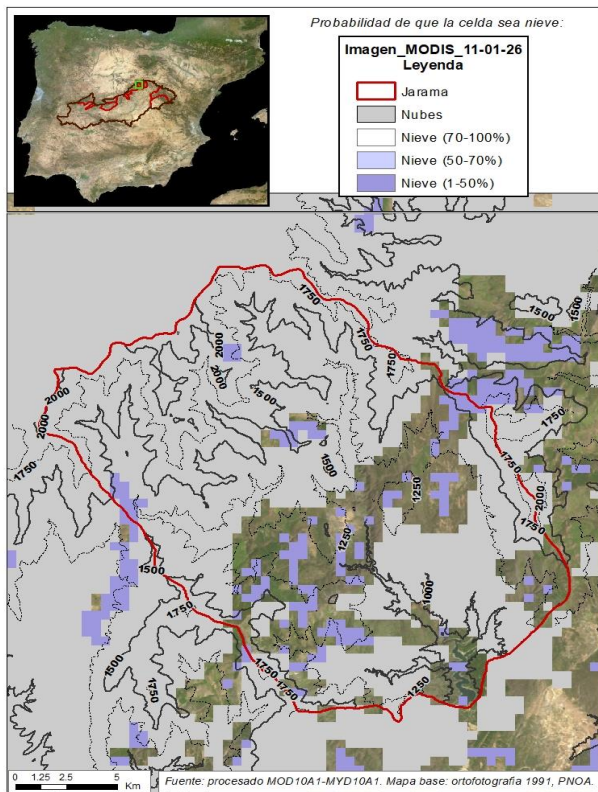 Probabilidad de que la celda sea nieve:
Imagen_MODIS_11-01-26
Leyenda
Jarama
Nubes
Nieve (70-100%)
Nieve (50-70%)
Nieve (1-50%)
1500
1500
1750
2000
1750
2000
1500
2000
2000
1750
1750
1500
1250
1750
2000
1750
1250
1000
1500
1750
1500
1750
1750
1750
1250
0 1.25 2.5 5
Km
Fuente: procesado MOD10A1-MYD10A1. Mapa base: ortofotografia 1991, PNOA.